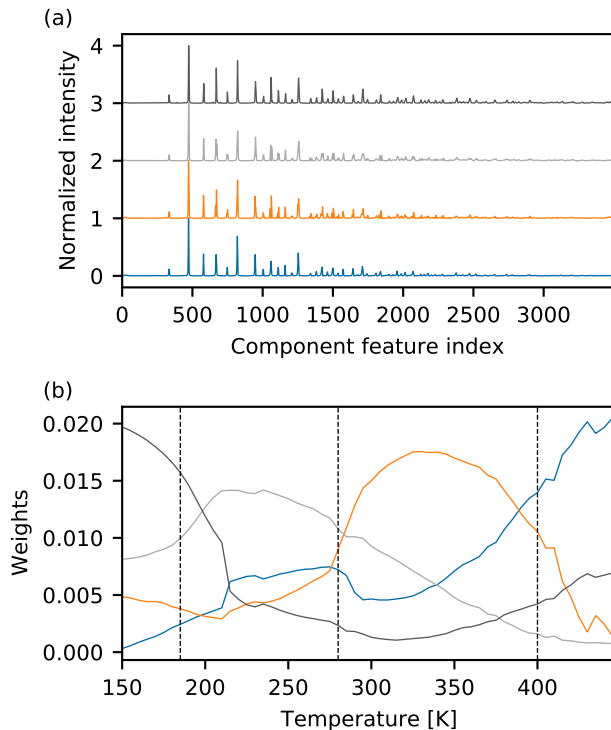 (a)
Normalized intensity
4
3
2
1
0
0 500 1000 1500 2000 2500 3000
Component feature index
(b)
Weights
0.020
0.015
0.010
0.005
0.000
150 200 250 300 350 400
Temperature [K]